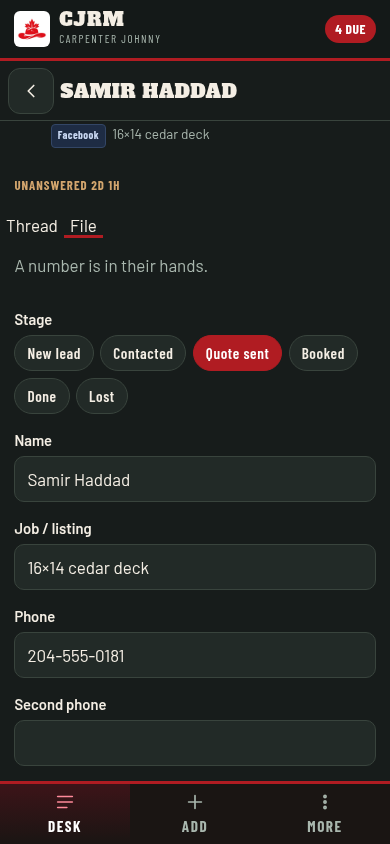 CJRM
CARPENTER JOHNNY
4 DUE
SAMIR HADDAD
Facebook 16×14 cedar deck
UNANSWERED 2D 1H
Thread File
A number is in their hands.
Stage
New lead Contacted Quote sent Booked
Done Lost
Name
Samir Haddad
Job / listing
16×14 cedar deck
Phone
204-555-0181
Second phone
DESK ADD MORE